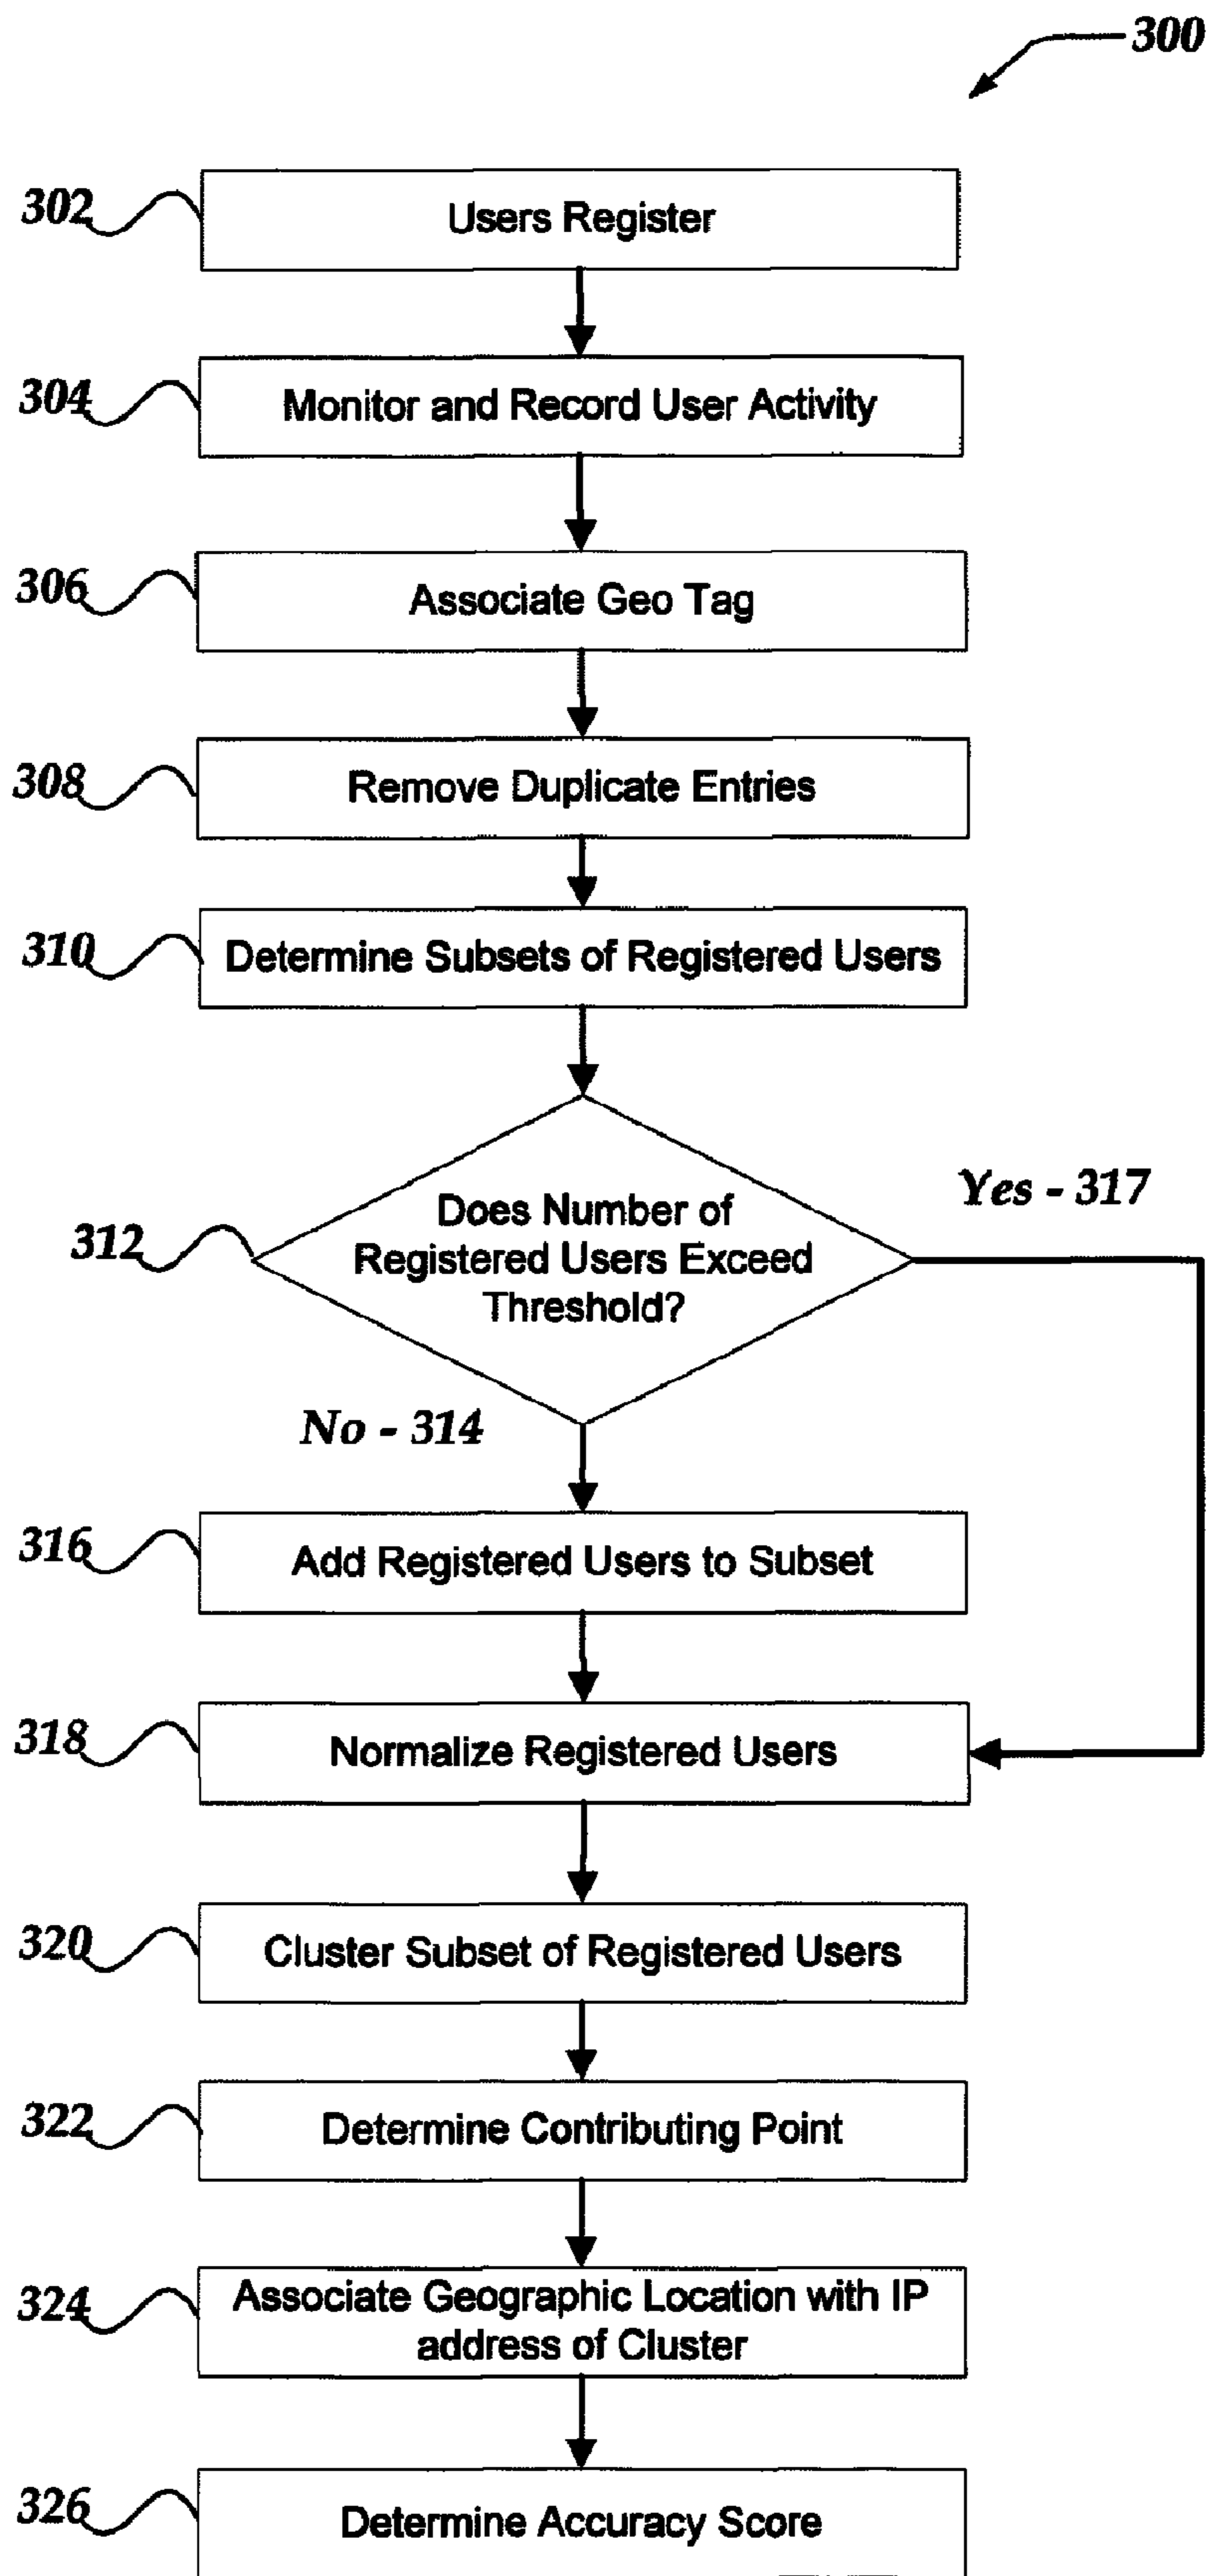 300
302
Users Register
304
Monitor and Record User Activity
306
Associate Geo Tag
308
Remove Duplicate Entries
310
Determine Subsets of Registered Users
312
Does Number of
Registered Users Exceed
Threshold?
Yes - 317
No - 314
316
Add Registered Users to Subset
318
Normalize Registered Users
320
Cluster Subset of Registered Users
322
Determine Contributing Point
324
Associate Geographic Location with IP
address of Cluster
326
Determine Accuracy Score